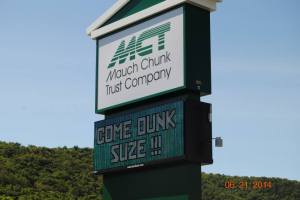 MCT
Mauch Chunk
Trust Company
COME DUNK
SUZE !!!
06.21.2014